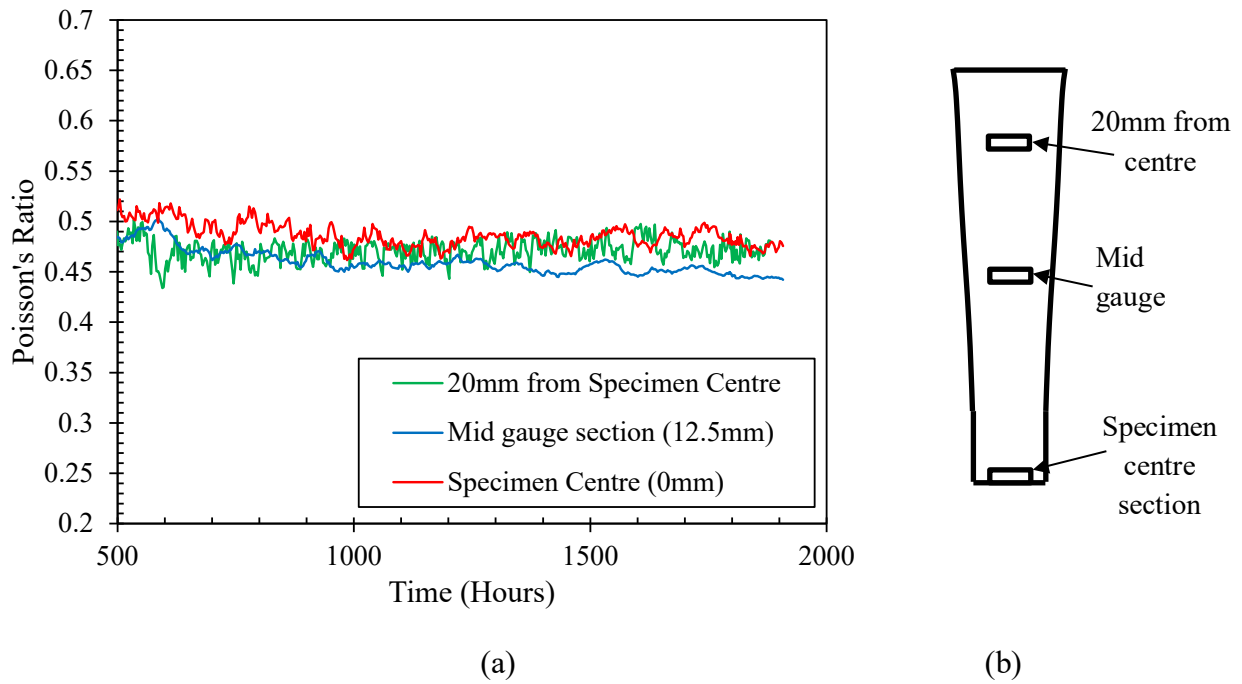 0.7
0.65
0.6
0.55
0.5
0.45
0.4
0.35
0.3
0.25
0.2
Poisson's Ratio
500
1000
1500
2000
Time (Hours)
20mm from Specimen Centre
Mid gauge section (12.5mm)
Specimen Centre (0mm)
(a)
20mm from
centre
Mid
gauge
Specimen
centre
section
(b)